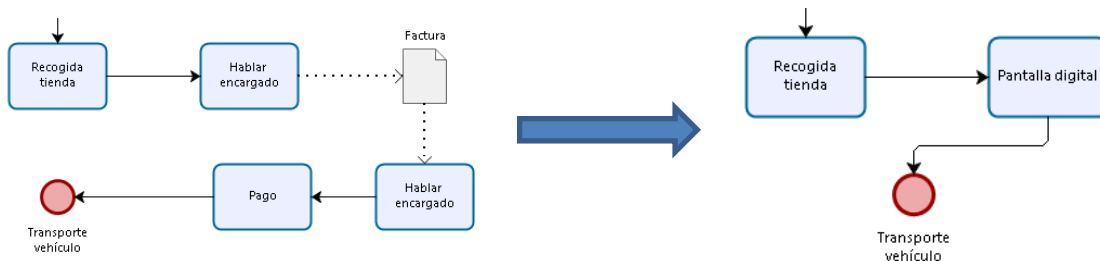 Recogida
tienda
Hablar
encargado
Factura
Hablar
encargado
Pago
Transporte
vehículo
Recogida
tienda
Pantalla digital
Transporte
vehículo